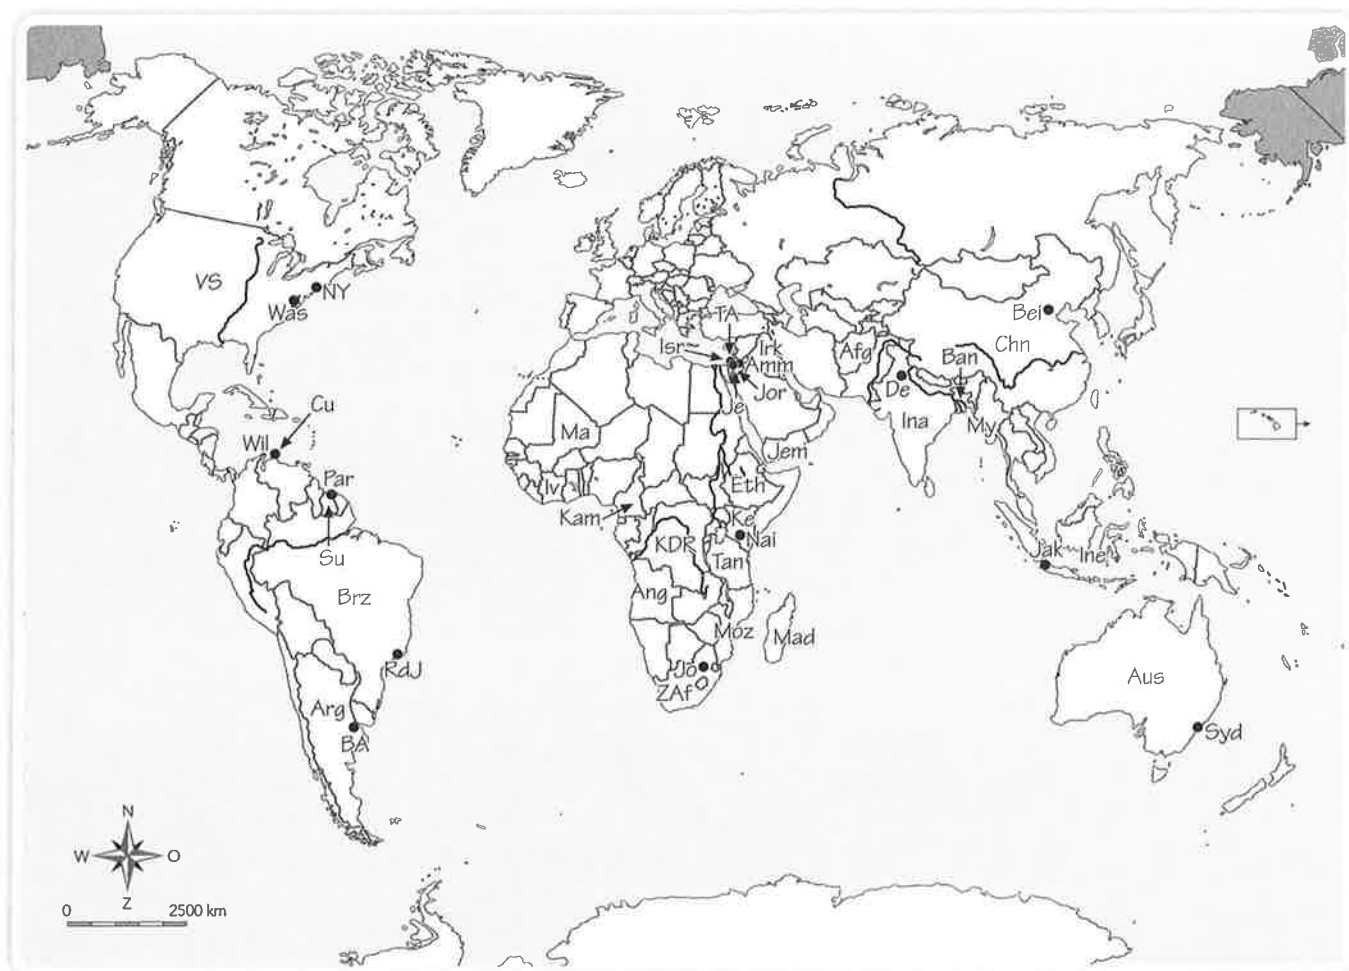 VS
NY
Was
TA
Bei
Isr
Irk
Afg
Ban
Chn
Amm
De
Jor
Je
Cu
Ina
My
Ma
Wil
Jem
Par
Iv
Eth
Kam
Ke
Su
KDR
Nai
Jak
Ine
Tan
Brz
Ang
Moz
Mad
RdJ
Jo
Aus
ZAf
Arg
BA
Syd
N
W O
Z
0 2500 km